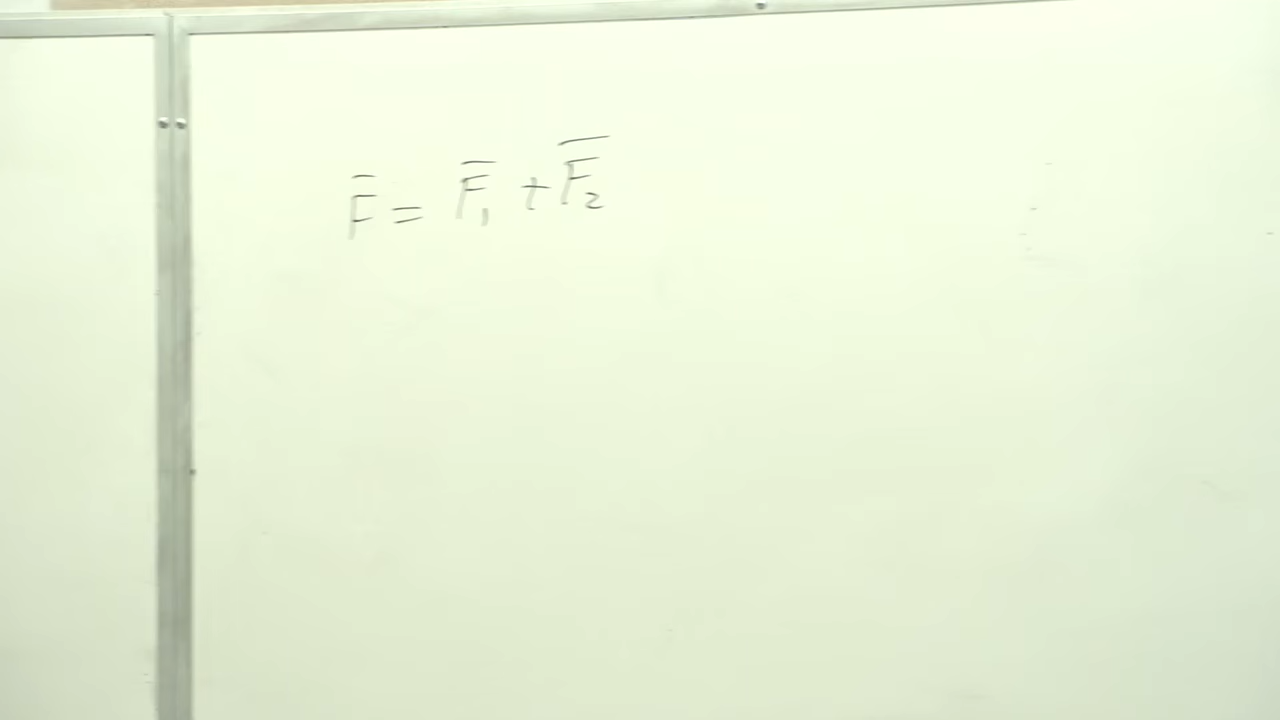 F̅ = F̅₁ + F̅₂